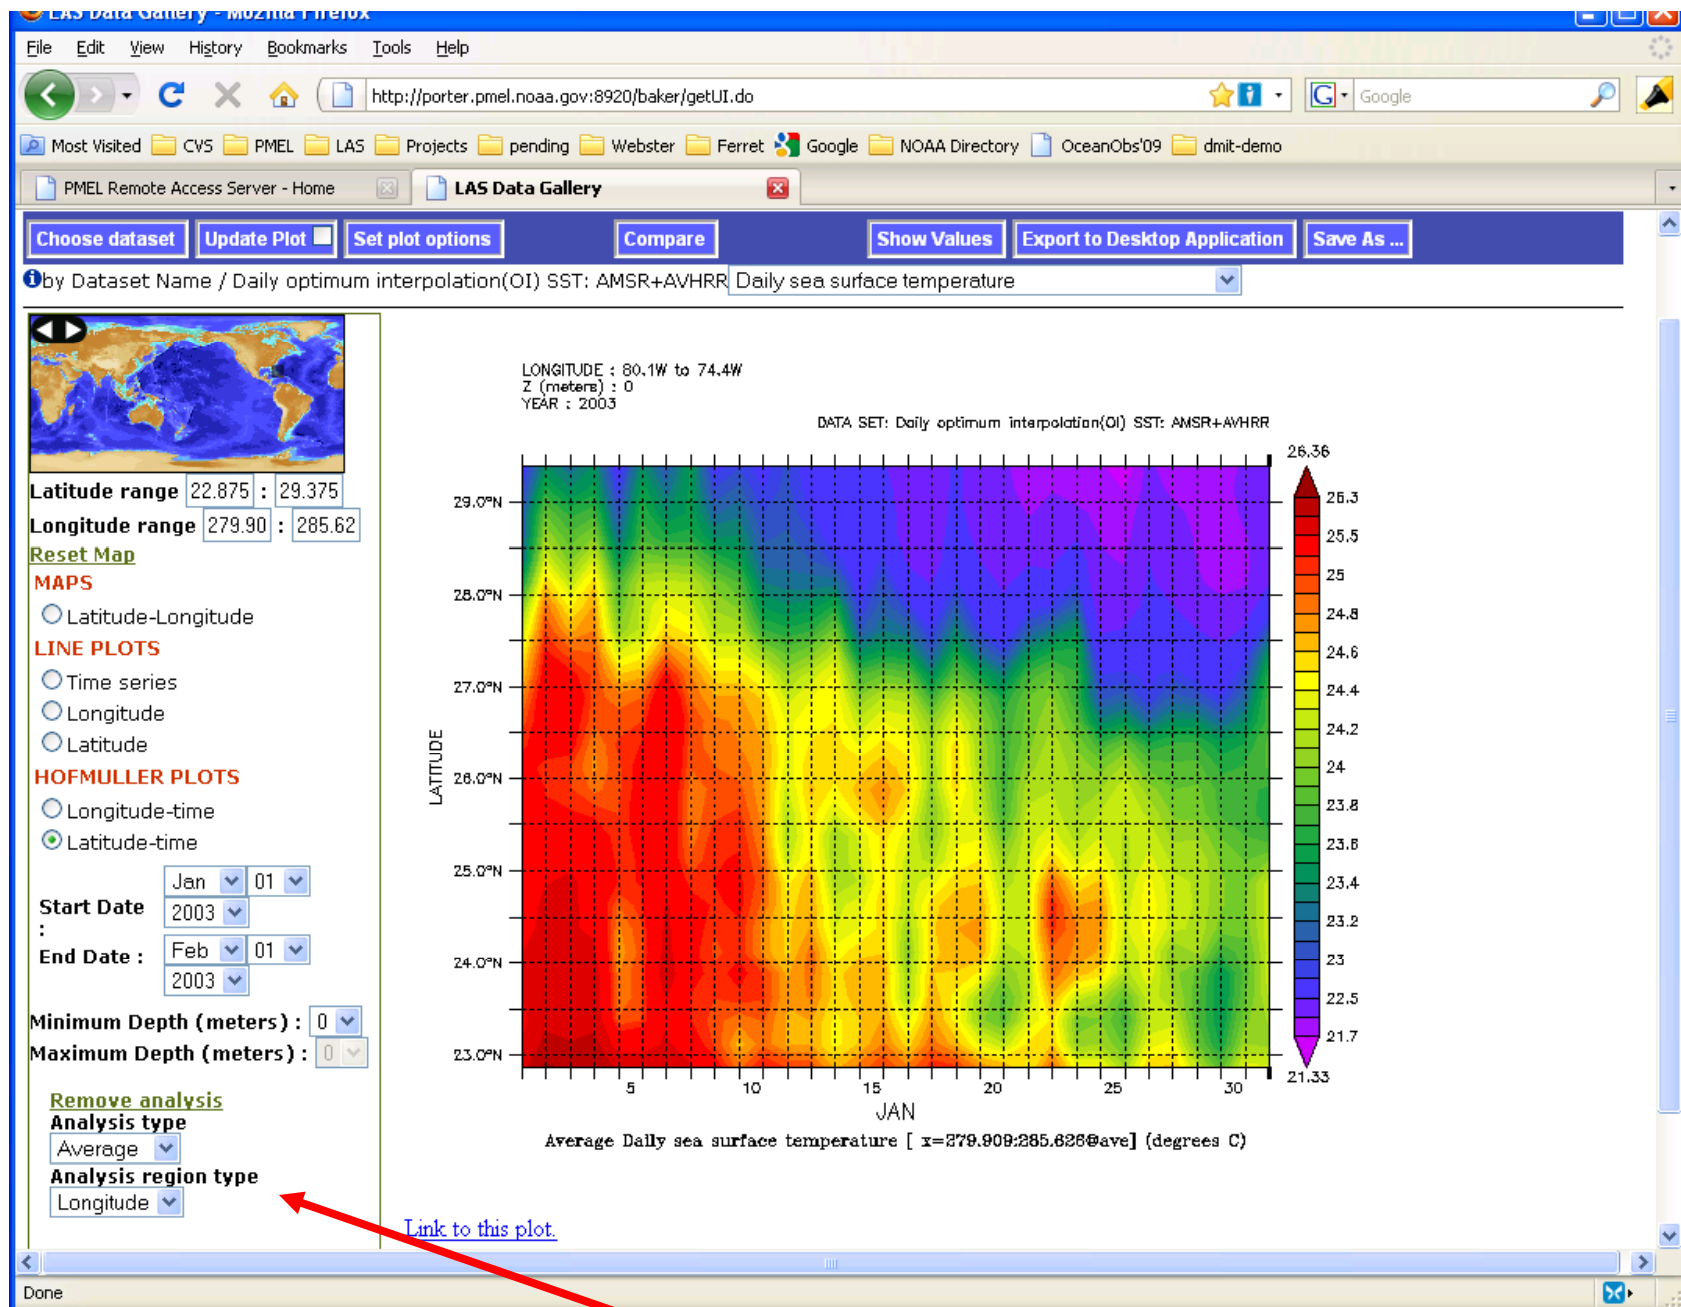 LAS Data Gallery - Mozilla Firefox
File Edit View History Bookmarks Tools Help
http://porter.pmel.noaa.gov:8920/baker/getUI.do
G Google
Most Visited CVS PMEL LAS Projects pending Webster Ferret Google NOAA Directory OceanObs'09 dmit-demo
PMEL Remote Access Server - Home LAS Data Gallery
Choose dataset Update Plot Set plot options Compare Show Values Export to Desktop Application Save As ...
by Dataset Name / Daily optimum interpolation(OI) SST: AMSR+AVHRR Daily sea surface temperature
Latitude range 22.875 : 29.375
Longitude range 279.90 : 285.62
Reset Map
MAPS
Latitude-Longitude
LINE PLOTS
Time series
Longitude
Latitude
HOFMULLER PLOTS
Longitude-time
Latitude-time
Start Date :
Jan 01
2003
End Date :
Feb 01
2003
Minimum Depth (meters) : 0
Maximum Depth (meters) : 0
Remove analysis
Analysis type
Average
Analysis region type
Longitude
LONGITUDE : 80.1W to 74.4W
Z (meters) : 0
YEAR : 2003
DATA SET: Daily optimum interpolation(OI) SST: AMSR+AVHRR
LATITUDE
29.0°N
28.0°N
27.0°N
26.0°N
25.0°N
24.0°N
23.0°N
5 10 15 20 25 30
JAN
Average Daily sea surface temperature [ x=279.909:285.626@ave] (degrees C)
26.36
26.3
25.5
25
24.8
24.6
24.4
24.2
24
23.8
23.6
23.4
23.2
23
22.5
21.7
21.33
Link to this plot.
Done